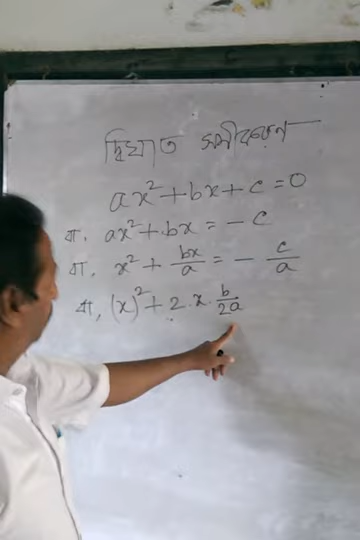 দ্বিঘাত সমীকরণ
ax² + bx + c = 0
বা, ax² + bx = - c
বা, x² + bx/a = - c/a
বা, (x)² + 2.x. b/2a